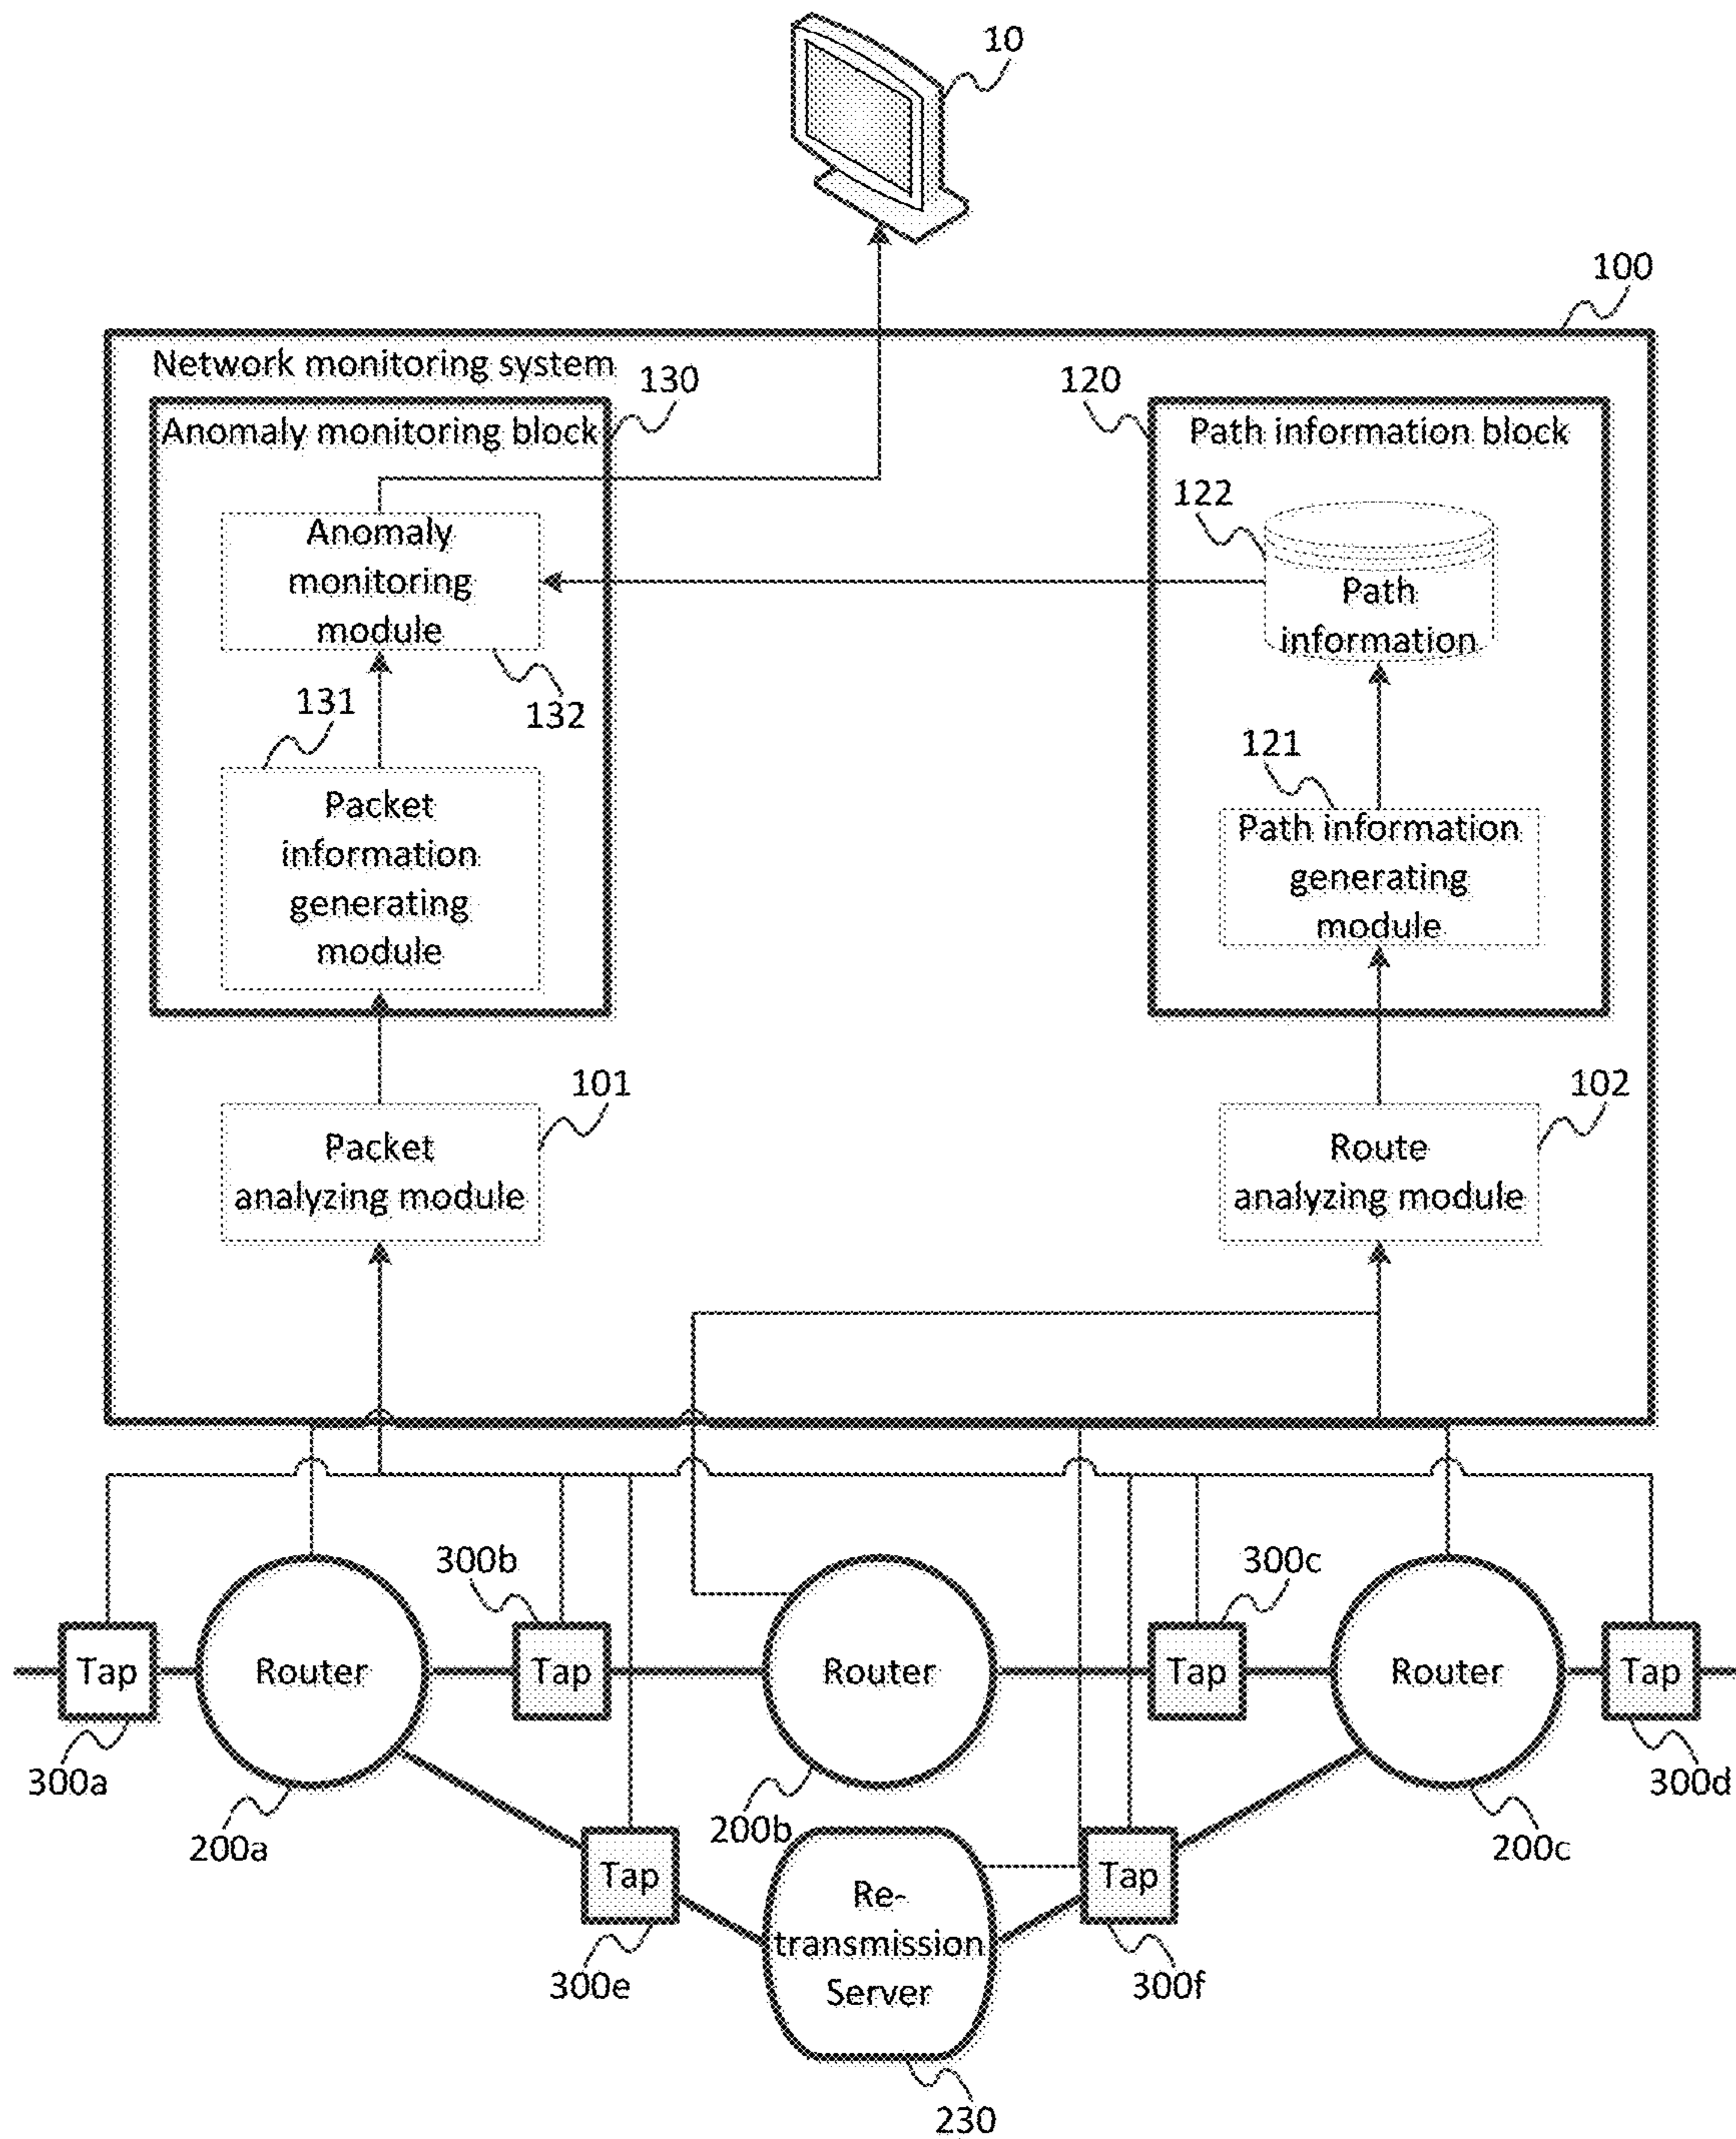 10
100
Network monitoring system
130
120
Anomaly monitoring block
Path information block
122
Anomaly
monitoring
module
Path
information
131
132
121
Packet
information
generating
module
Path information
generating
module
101
102
Packet
analyzing module
Route
analyzing module
300b
300c
Tap
Router
Tap
Router
Tap
Router
Tap
300a
300d
200a
200b
200c
Tap
Re-
transmission
Server
Tap
300e
300f
230